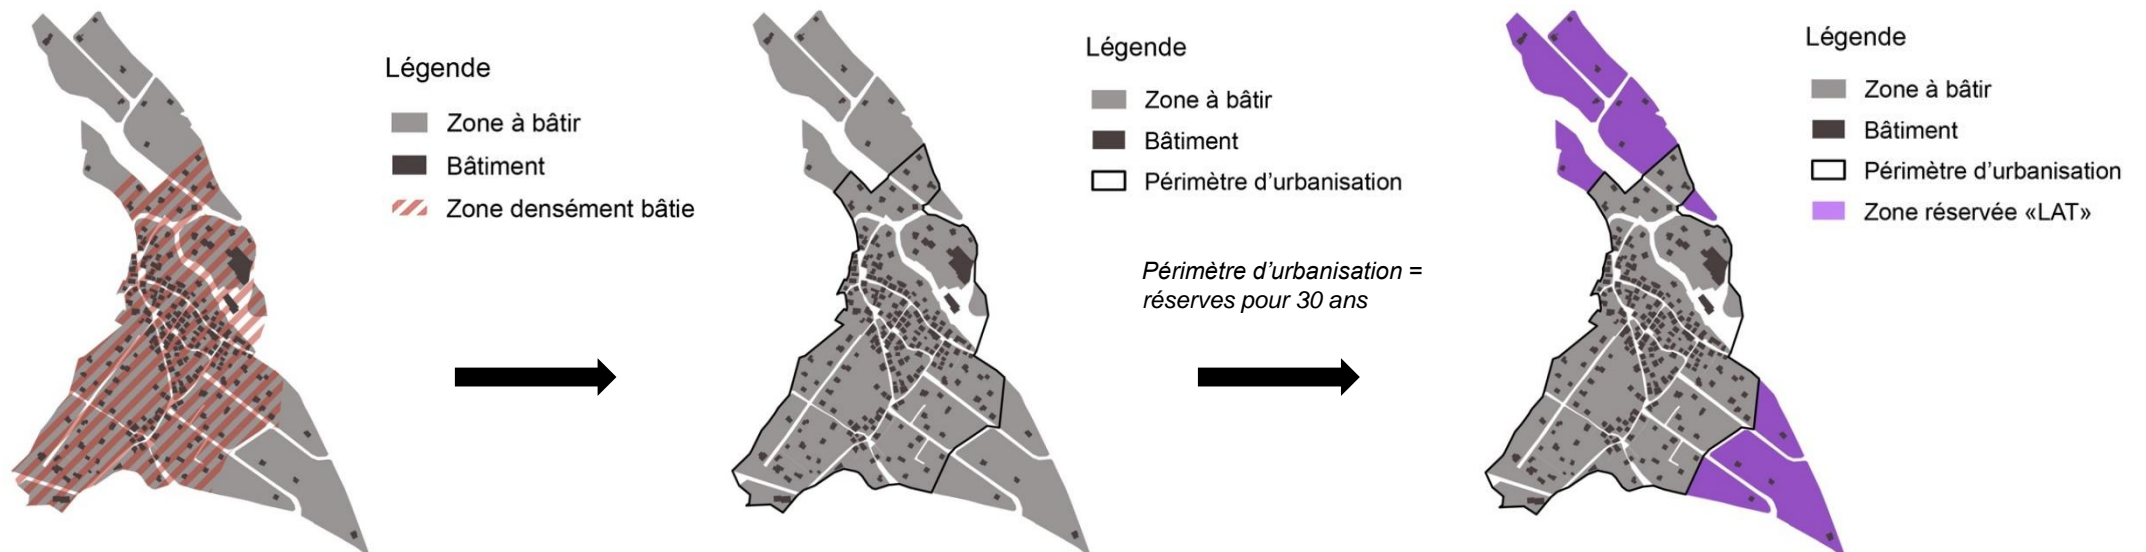 Légende
Zone à bâtir
Bâtiment
Zone densément bâtie
Légende
Zone à bâtir
Bâtiment
Périmètre d'urbanisation
Périmètre d'urbanisation =
réserves pour 30 ans
Légende
Zone à bâtir
Bâtiment
Périmètre d'urbanisation
Zone réservée «LAT»